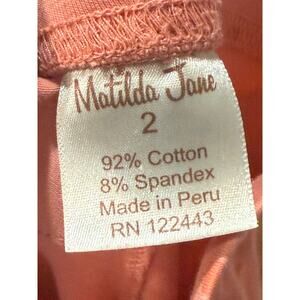 Matilda Jane
2
92% Cotton
8% Spandex
Made in Peru
RN 122443